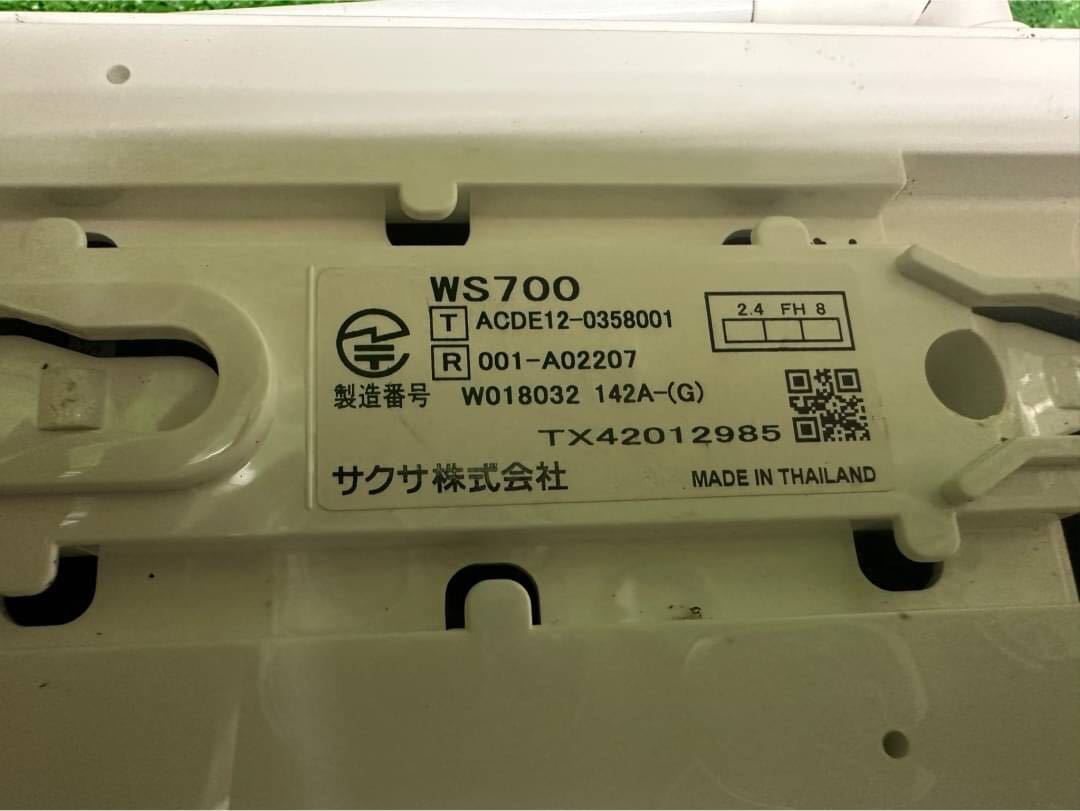 WS700
T ACDE12-0358001
2.4 FH 8
R 001-A02207
製造番号 W018032 142A-(G)
TX42012985
サクサ株式会社 MADE IN THAILAND